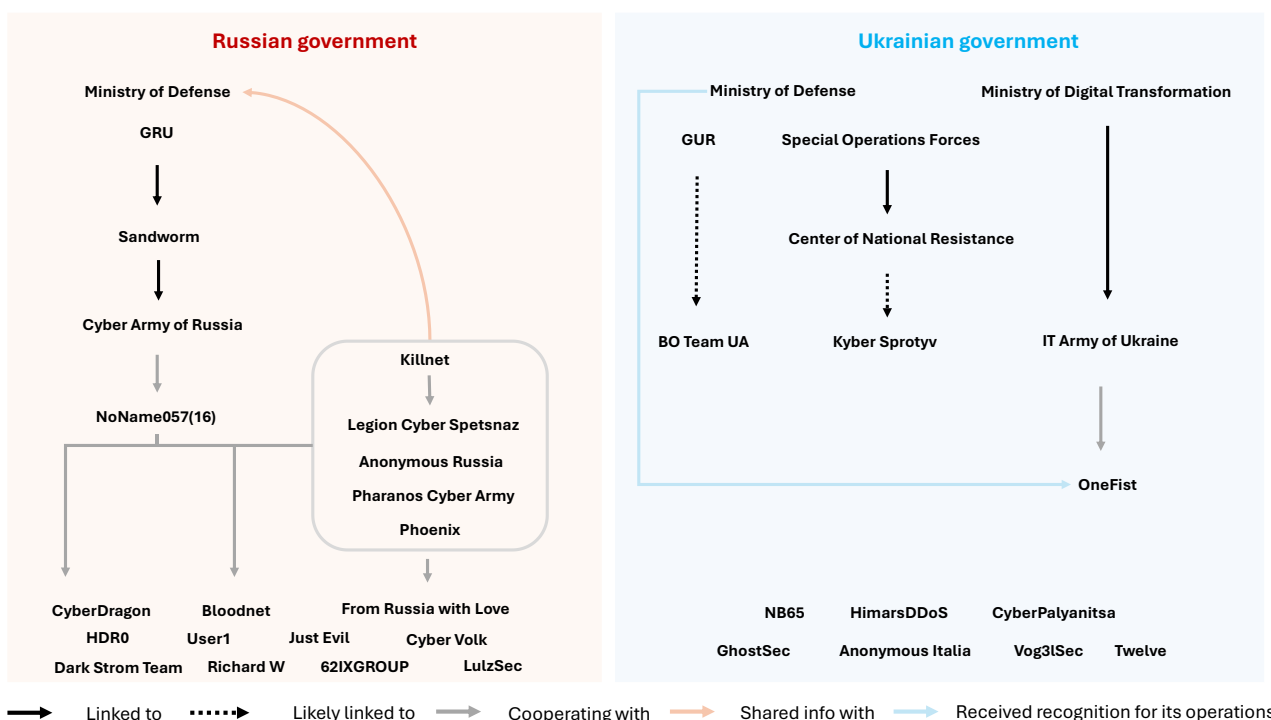 Russian government
Ministry of Defense
GRU
Sandworm
Cyber Army of Russia
NoName057(16)
Killnet
Legion Cyber Spetsnaz
Anonymous Russia
Pharanos Cyber Army
Phoenix
CyberDragon
Bloodnet
From Russia with Love
HDR0
User1
Just Evil
Cyber Volk
Dark Strom Team
Richard W
62IXGROUP
LulzSec
Ukrainian government
Ministry of Defense
Ministry of Digital Transformation
GUR
Special Operations Forces
Center of National Resistance
BO Team UA
Kyber Sprotyv
IT Army of Ukraine
OneFist
NB65
HimarsDDoS
CyberPalyanitsa
GhostSec
Anonymous Italia
Vog3lSec
Twelve
Linked to
Likely linked to
Cooperating with
Shared info with
Received recognition for its operations